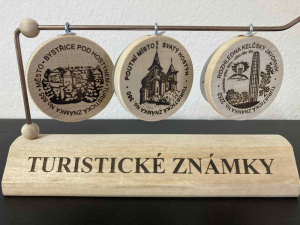 MĚSTO BYSTŘICE POD HOSTÝNEM
TURISTICKÁ ZNÁMKA
POUTNÍ MÍSTO SVATÝ HOSTÝN
TURISTICKÁ ZNÁMKA
ROZHLEDNA KELČSKÝ JAVORNÍK
TURISTICKÁ ZNÁMKA
TURISTICKÉ ZNÁMKY